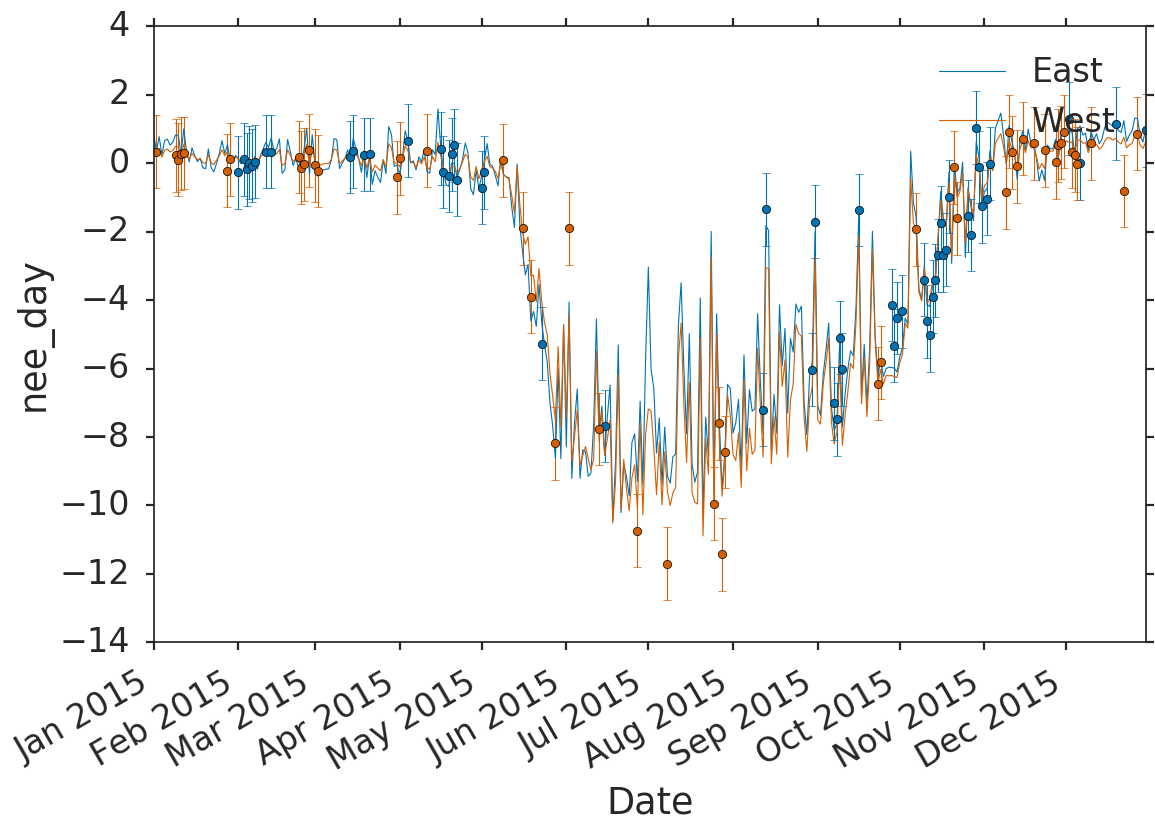 4
2
0
−2
−4
−6
−8
−10
−12
−14
nee_day
East
West
Jan 2015
Feb 2015
Mar 2015
Apr 2015
May 2015
Jun 2015
Jul 2015
Aug 2015
Sep 2015
Oct 2015
Nov 2015
Dec 2015
Date